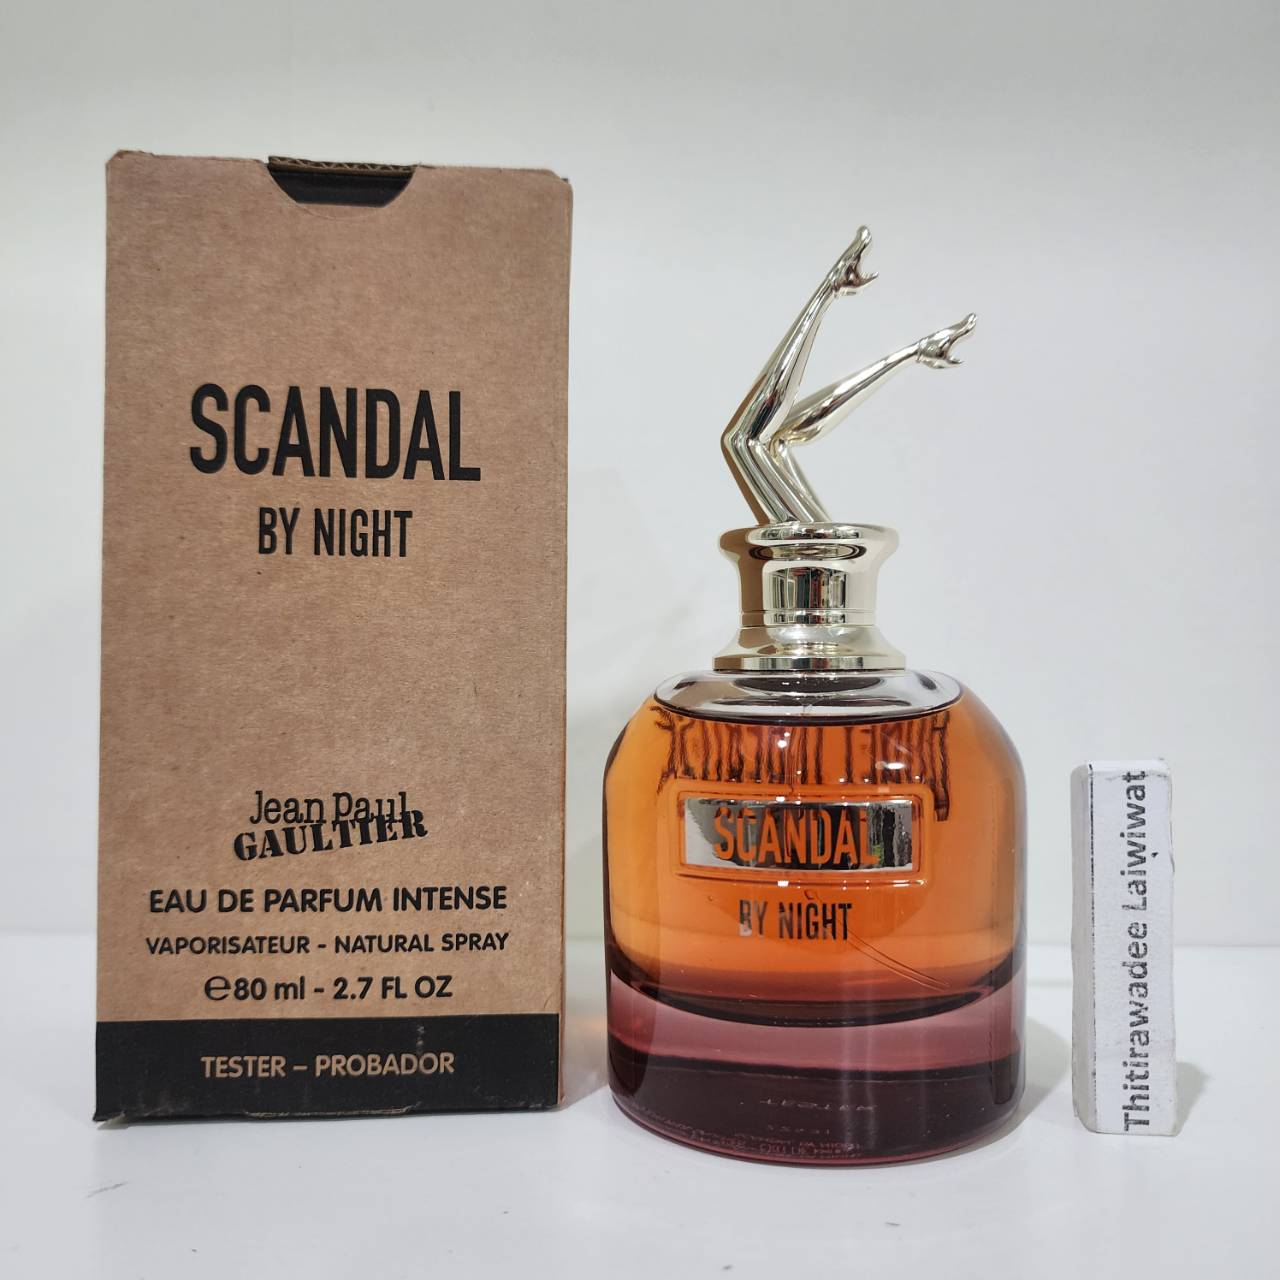 SCANDAL
BY NIGHT
Jean Paul
GAULTIER
EAU DE PARFUM INTENSE
VAPORISATEUR - NATURAL SPRAY
℮80 ml - 2.7 FL OZ
TESTER – PROBADOR
SCANDAL
BY NIGHT
Thitirawadee Laiwiwat